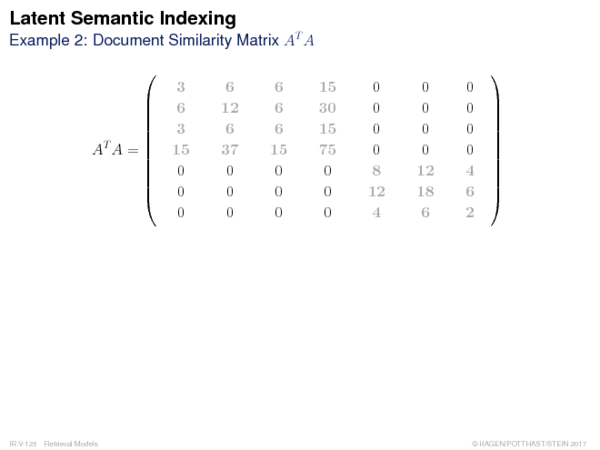 Latent Semantic Indexing
Example 2: Document Similarity Matrix A^T A
3 6 6 15 0 0 0
6 12 6 30 0 0 0
3 6 6 15 0 0 0
A^T A = 15 37 15 75 0 0 0
0 0 0 0 8 12 4
0 0 0 0 12 18 6
0 0 0 0 4 6 2
IR:V-125 Retrieval Models © HAGEN/POTTHAST/STEIN 2017